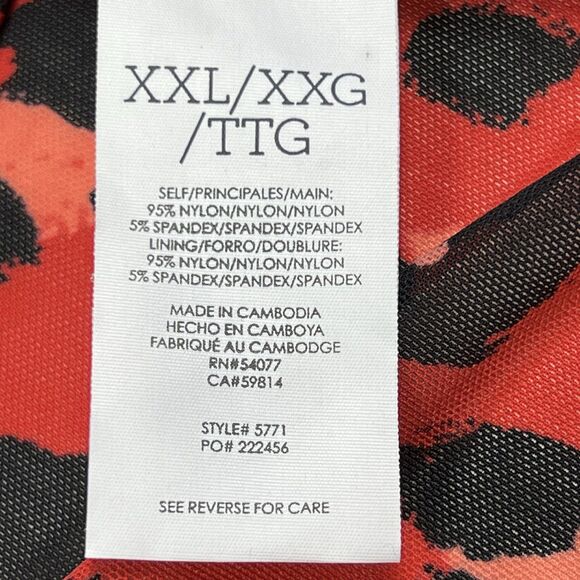 XXL/XXG
/TTG
SELF/PRINCIPALES/MAIN:
95% NYLON/NYLON/NYLON
5% SPANDEX/SPANDEX/SPANDEX
LINING/FORRO/DOUBLURE:
95% NYLON/NYLON/NYLON
5% SPANDEX/SPANDEX/SPANDEX
MADE IN CAMBODIA
HECHO EN CAMBOYA
FABRIQUÉ AU CAMBODGE
RN#54077
CA#59814
STYLE# 5771
PO# 222456
SEE REVERSE FOR CARE